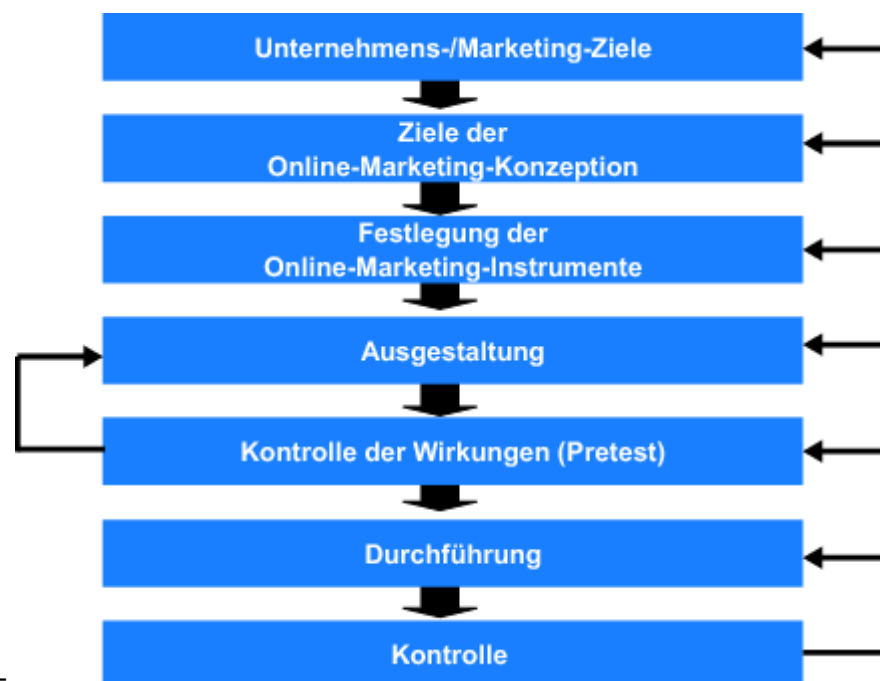 Unternehmens-/Marketing-Ziele
Ziele der
Online-Marketing-Konzeption
Festlegung der
Online-Marketing-Instrumente
Ausgestaltung
Kontrolle der Wirkungen (Pretest)
Durchführung
Kontrolle